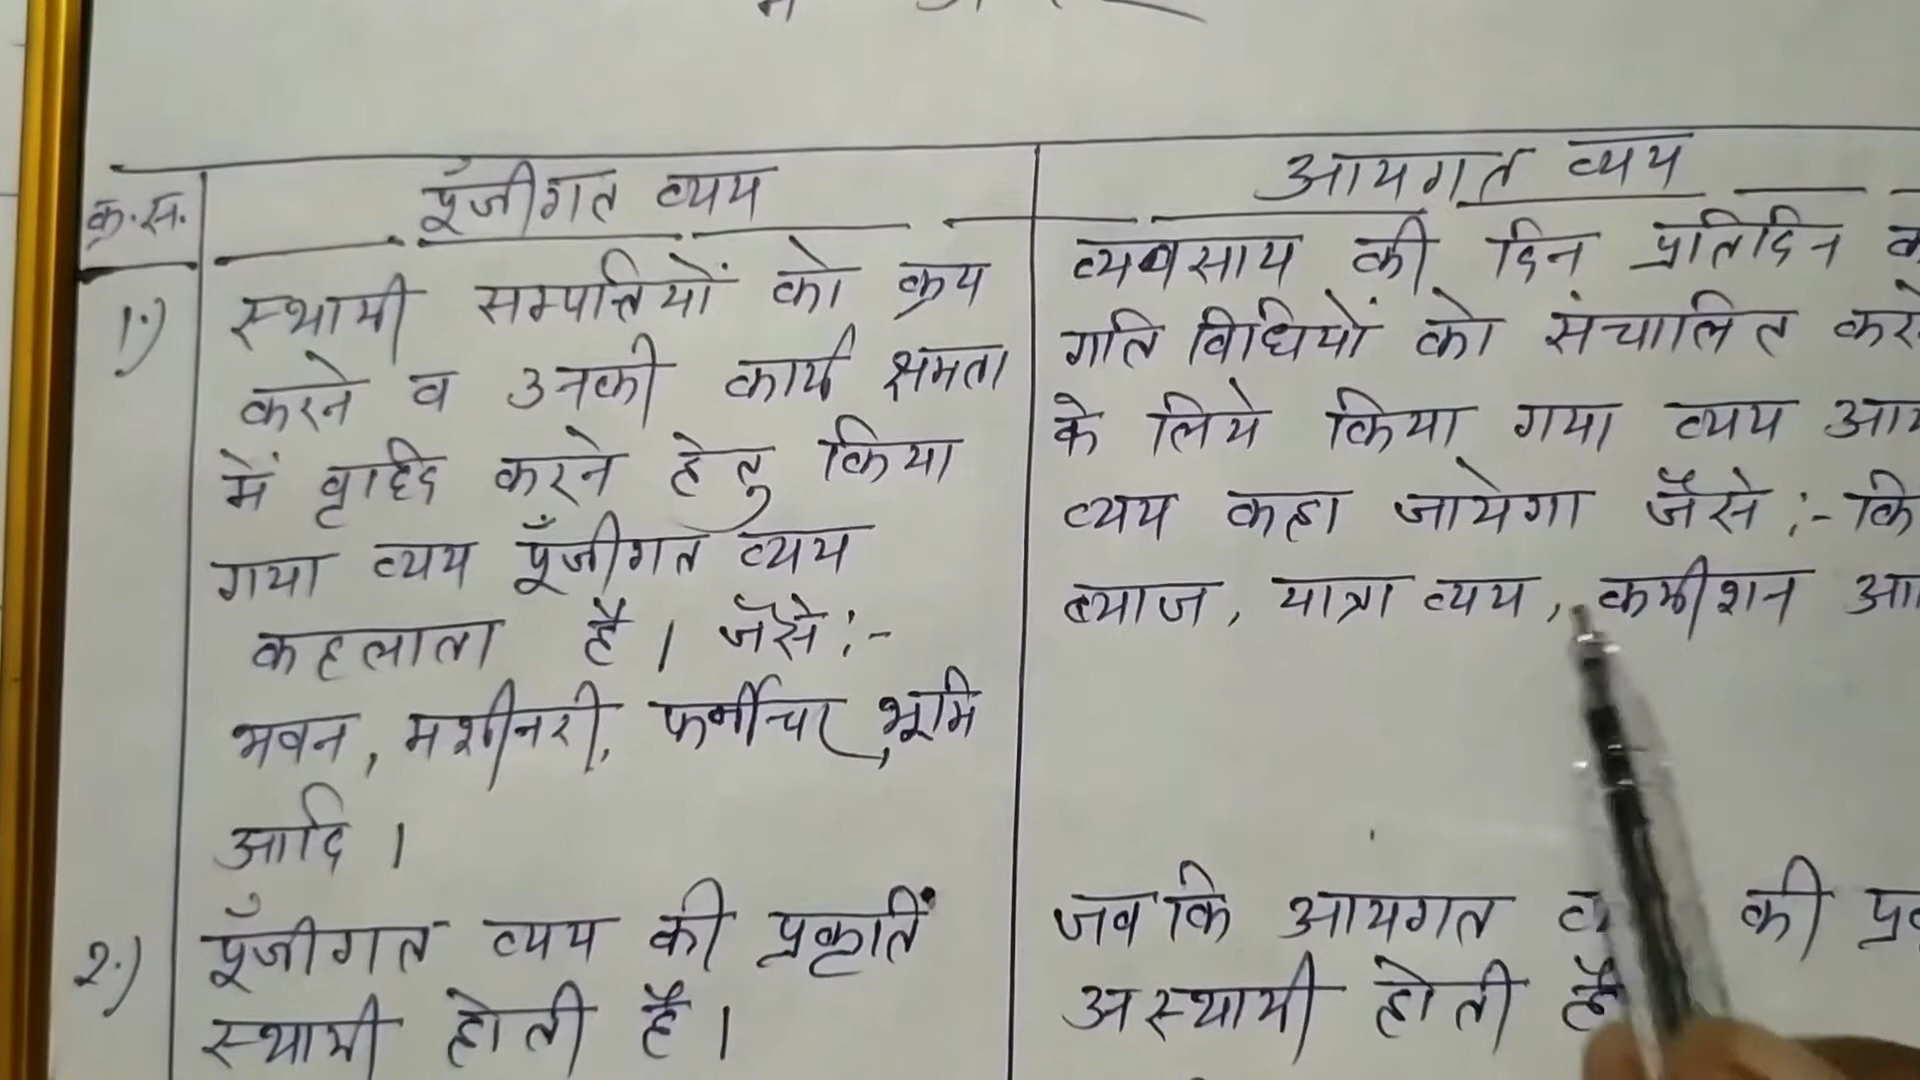 क्र.स.
पूँजीगत व्यय
आयगत व्यय
1.)
स्थायी सम्पत्तियों को क्रय
करने व उनकी कार्य क्षमता
में वृद्धि करने हेतु किया
गया व्यय पूँजीगत व्यय
कहलाता है । जैसे :-
भवन, मशीनरी, फर्नीचर, भूमि
आदि ।
व्यवसाय की दिन प्रतिदिन
गति विधियों को संचालित
के लिये किया गया व्यय
व्यय कहा जायेगा जैसे :-
ब्याज, यात्रा व्यय, कमीशन
2.)
पूँजीगत व्यय की प्रकृति
स्थायी होती है ।
जबकि आयगत की
अस्थायी होती है